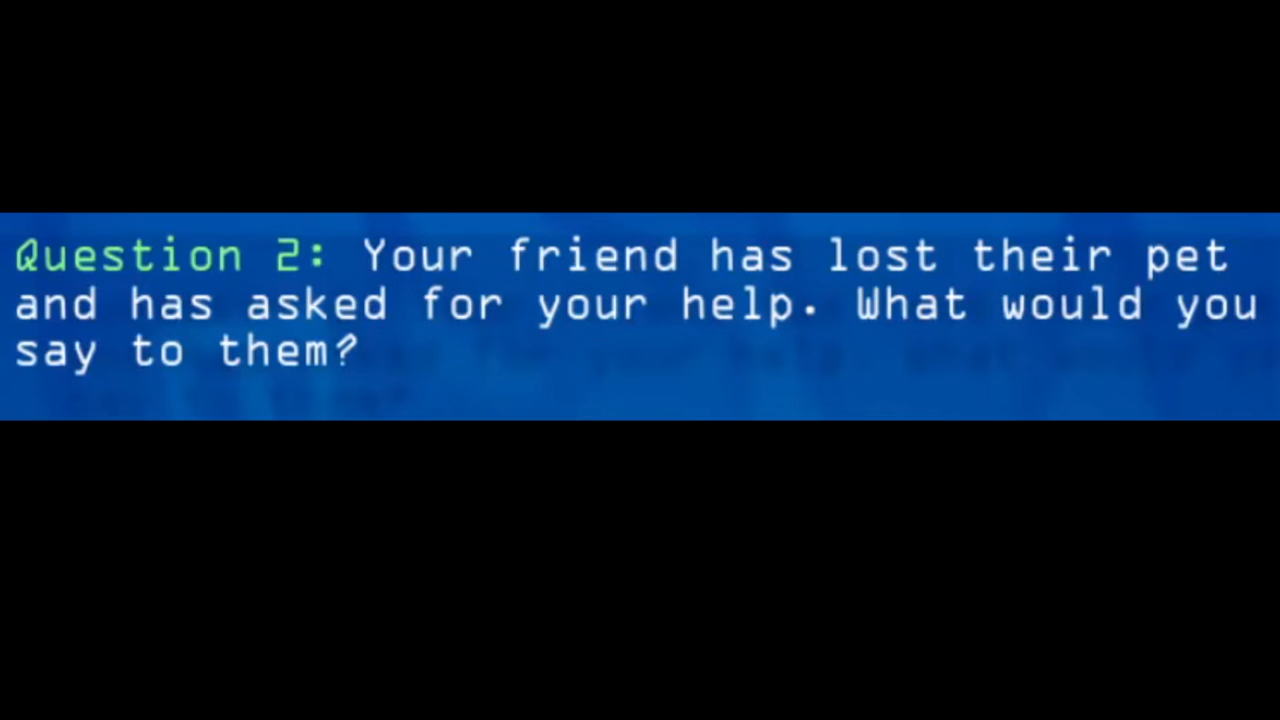 Question 2: Your friend has lost their pet
and has asked for your help. What would you
say to them?